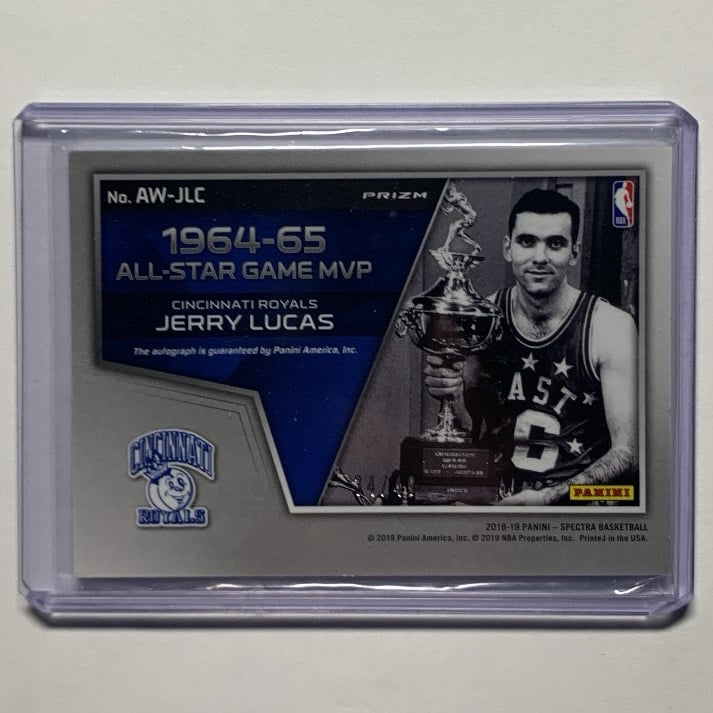 No. AW-JLC
PRIZM
NBA
1964-65
ALL-STAR GAME MVP
CINCINNATI ROYALS
JERRY LUCAS
The autograph is guaranteed by Panini America, Inc.
EAST
CINCINNATI
ROYALS
PANINI
2018-19 PANINI – SPECTRA BASKETBALL
© 2019 Panini America, Inc. © 2019 NBA Properties, Inc. Printed in the USA.